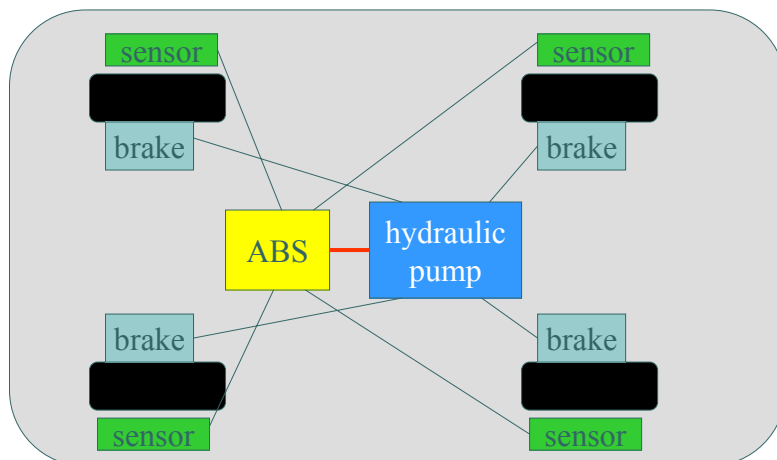 sensor
sensor
brake
brake
ABS
hydraulic
pump
brake
brake
sensor
sensor